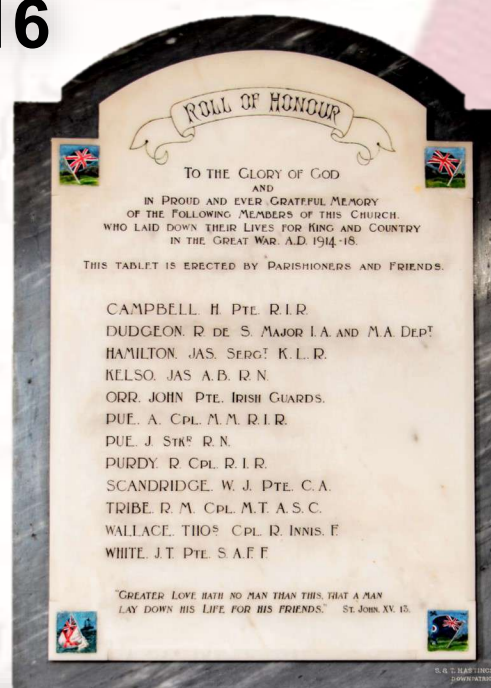 16
ROLL OF HONOUR
TO THE GLORY OF GOD
AND
IN PROUD AND EVER GRATEFUL MEMORY
OF THE FOLLOWING MEMBERS OF THIS CHURCH.
WHO LAID DOWN THEIR LIVES FOR KING AND COUNTRY
IN THE GREAT WAR. A.D. 1914-18.
THIS TABLET IS ERECTED BY PARISHIONERS AND FRIENDS.
CAMPBELL. H. PTE. R.I.R.
DUDGEON. R. DE S. MAJOR I.A. AND M.A. DEPT
HAMILTON. JAS. SERGT K.L.R.
KELSO. JAS A.B. R.N.
ORR. JOHN PTE. IRISH GUARDS.
PUE. A. CPL. M.M. R.I.R.
PUE. J. STKR R.N.
PURDY. R. CPL. R.I.R.
SCANDRIDGE. W. J. PTE. C.A.
TRIBE. R. M. CPL. M.T. A.S.C.
WALLACE. THOS CPL. R. INNIS. F.
WHITE. J.T. PTE. S.A.F.F
"GREATER LOVE HATH NO MAN THAN THIS, THAT A MAN
LAY DOWN HIS LIFE FOR HIS FRIENDS." ST. JOHN. XV. 13.